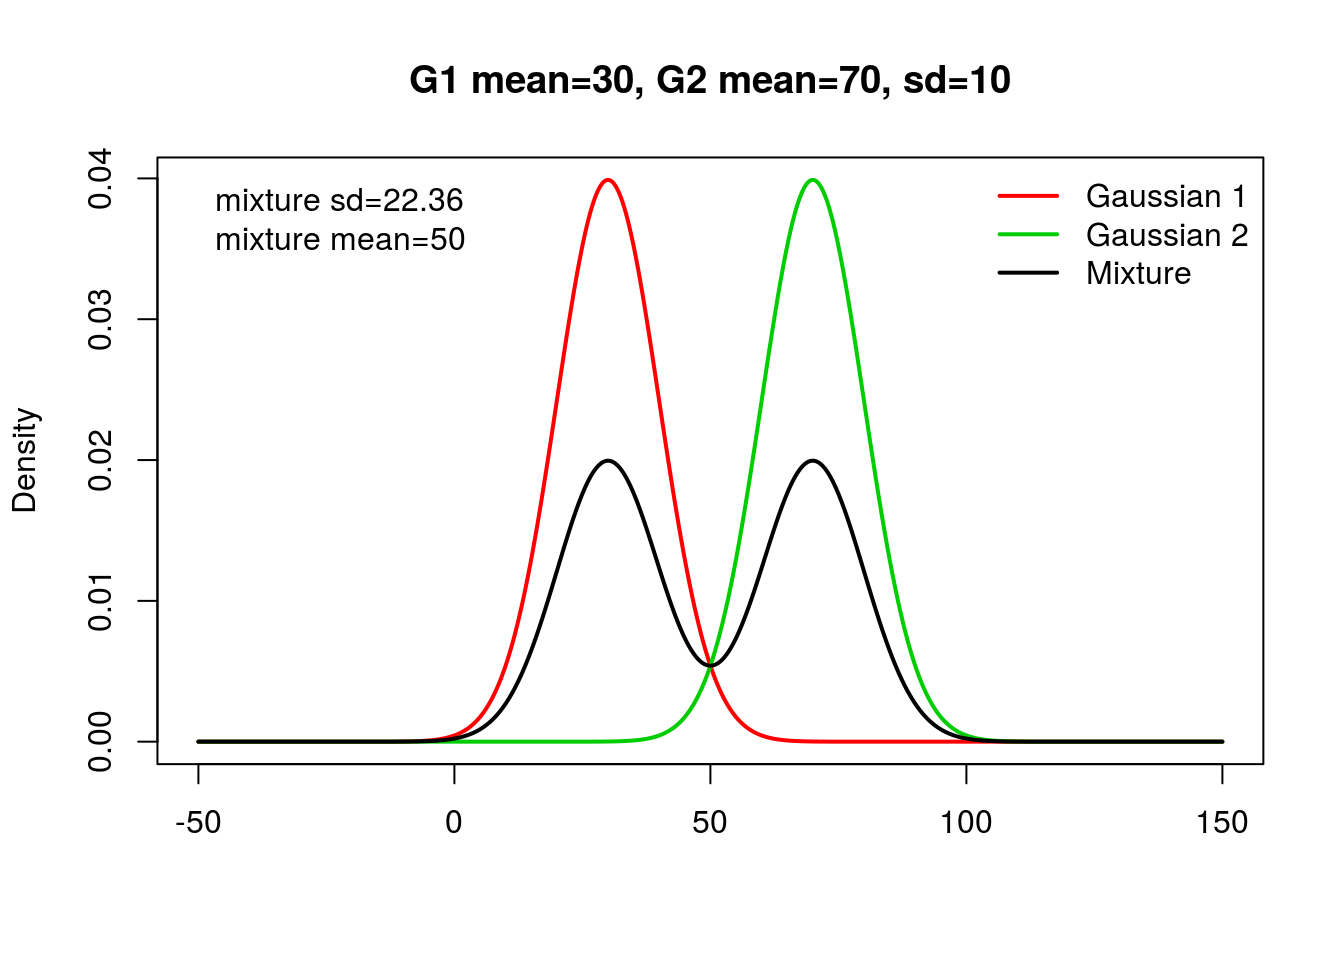 G1 mean=30, G2 mean=70, sd=10
mixture sd=22.36
mixture mean=50
Gaussian 1
Gaussian 2
Mixture
Density
0.04
0.03
0.02
0.01
0.00
-50
0
50
100
150